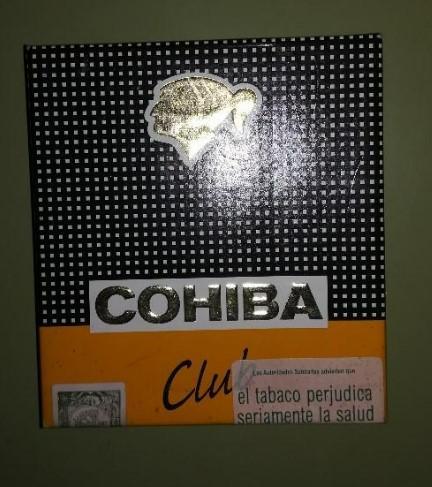 COHIBA
Club
Las Autoridades Sanitarias advierten que
el tabaco perjudica
seriamente la salud